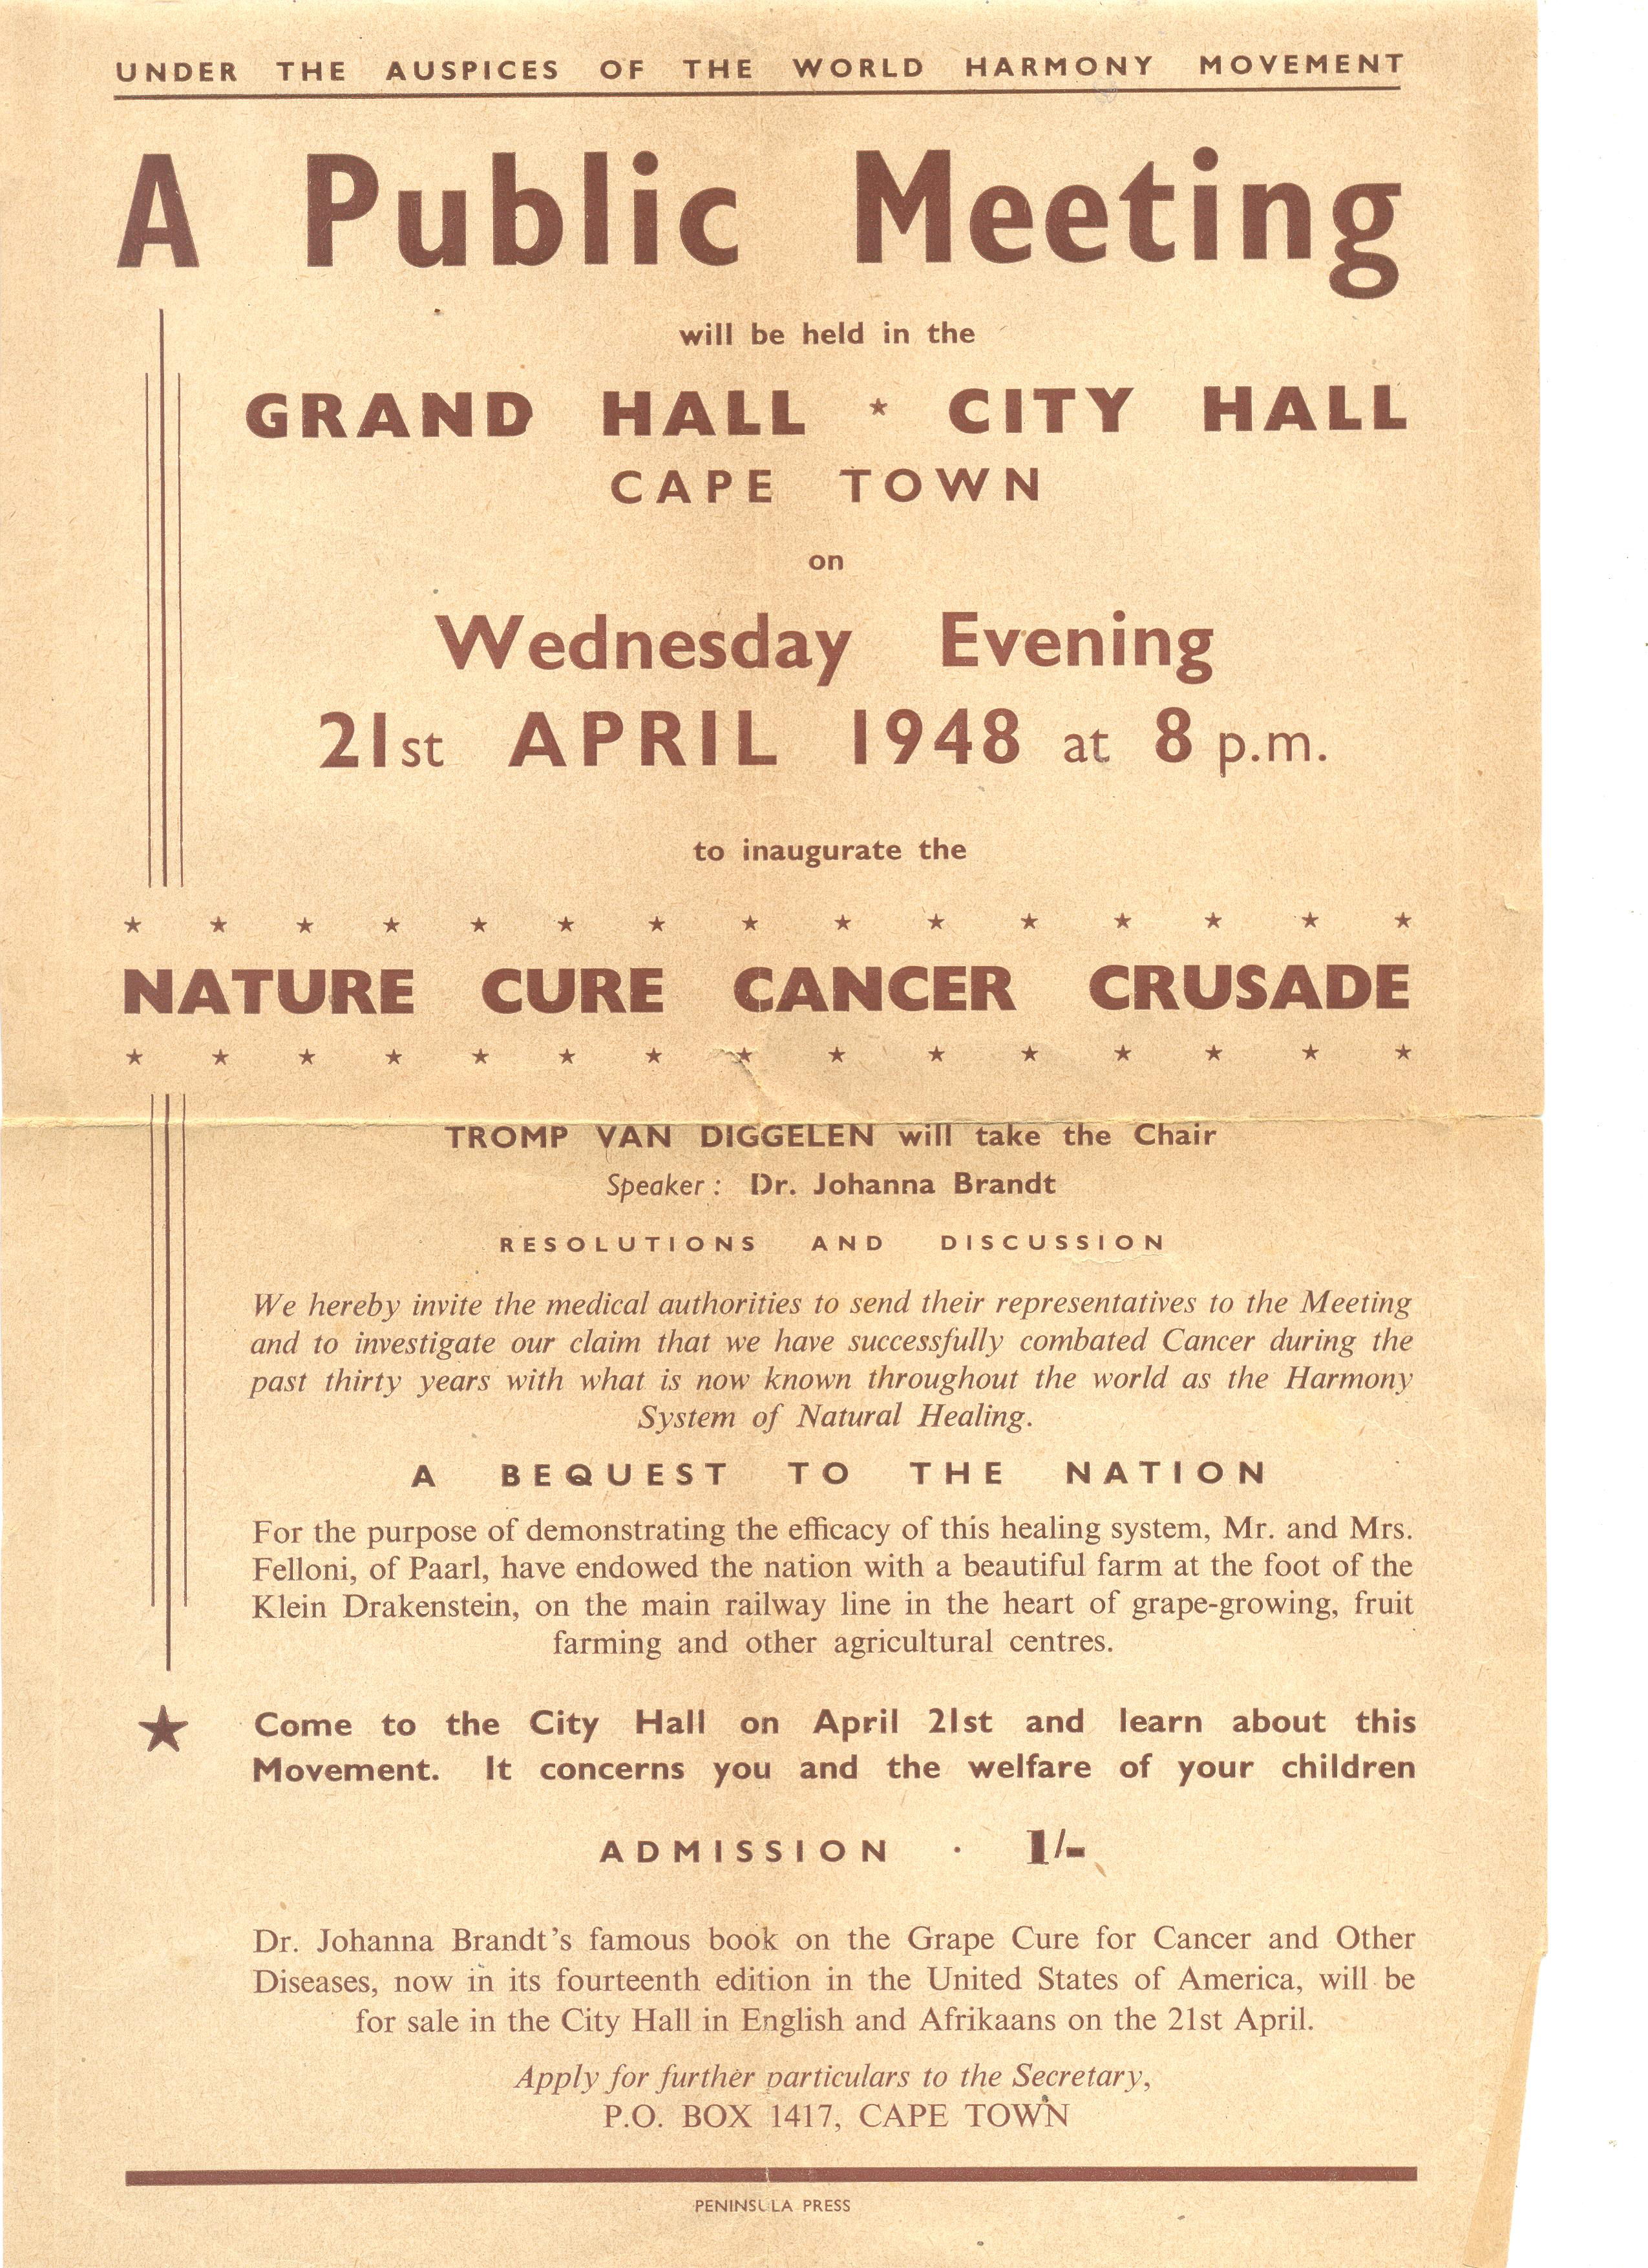 UNDER THE AUSPICES OF THE WORLD HARMONY MOVEMENT
A Public Meeting
will be held in the
GRAND HALL ★ CITY HALL
CAPE TOWN
on
Wednesday Evening
21st APRIL 1948 at 8 p.m.
to inaugurate the
★ ★ ★ ★ ★ ★ ★ ★ ★ ★ ★ ★ ★ ★ ★
NATURE CURE CANCER CRUSADE
★ ★ ★ ★ ★ ★ ★ ★ ★ ★ ★ ★ ★ ★ ★
TROMP VAN DIGGELEN will take the Chair
Speaker : Dr. Johanna Brandt
RESOLUTIONS AND DISCUSSION
We hereby invite the medical authorities to send their representatives to the Meeting
and to investigate our claim that we have successfully combated Cancer during the
past thirty years with what is now known throughout the world as the Harmony
System of Natural Healing.
A BEQUEST TO THE NATION
For the purpose of demonstrating the efficacy of this healing system, Mr. and Mrs.
Felloni, of Paarl, have endowed the nation with a beautiful farm at the foot of the
Klein Drakenstein, on the main railway line in the heart of grape-growing, fruit
farming and other agricultural centres.
★ Come to the City Hall on April 21st and learn about this
Movement. It concerns you and the welfare of your children
ADMISSION · 1/-
Dr. Johanna Brandt's famous book on the Grape Cure for Cancer and Other
Diseases, now in its fourteenth edition in the United States of America, will be
for sale in the City Hall in English and Afrikaans on the 21st April.
Apply for further particulars to the Secretary,
P.O. BOX 1417, CAPE TOWN
PENINSULA PRESS